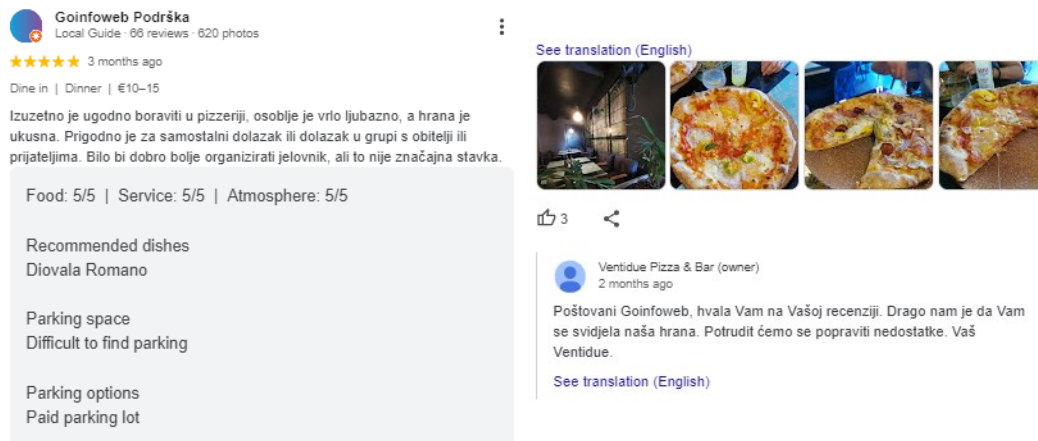 Goinfoweb Podrška
Local Guide · 66 reviews · 620 photos
3 months ago
Dine in | Dinner | €10–15
Izuzetno je ugodno boraviti u pizzeriji, osoblje je vrlo ljubazno, a hrana je
ukusna. Prigodno je za samostalni dolazak ili dolazak u grupi s obitelji ili
prijateljima. Bilo bi dobro bolje organizirati jelovnik, ali to nije značajna stavka.
Food: 5/5 | Service: 5/5 | Atmosphere: 5/5
Recommended dishes
Diovala Romano
Parking space
Difficult to find parking
Parking options
Paid parking lot
See translation (English)
3
Ventidue Pizza & Bar (owner)
2 months ago
Poštovani Goinfoweb, hvala Vam na Vašoj recenziji. Drago nam je da Vam
se svidjela naša hrana. Potrudit ćemo se popraviti nedostatke. Vaš
Ventidue.
See translation (English)